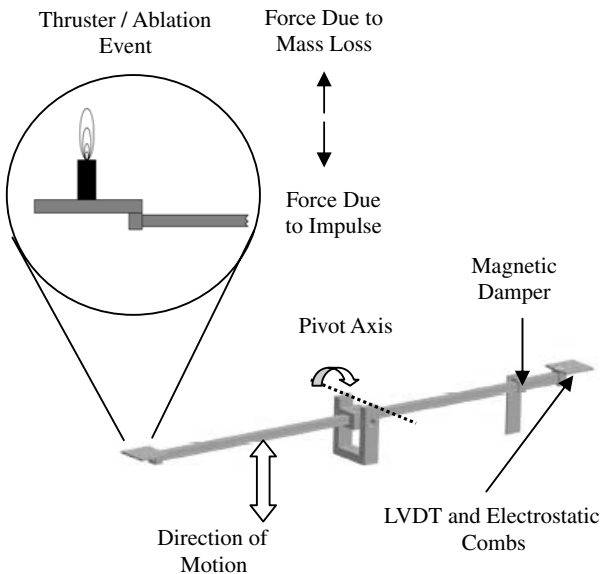 Thruster / Ablation
Event
Force Due to
Mass Loss
Force Due
to Impulse
Magnetic
Damper
Pivot Axis
LVDT and Electrostatic
Combs
Direction of
Motion